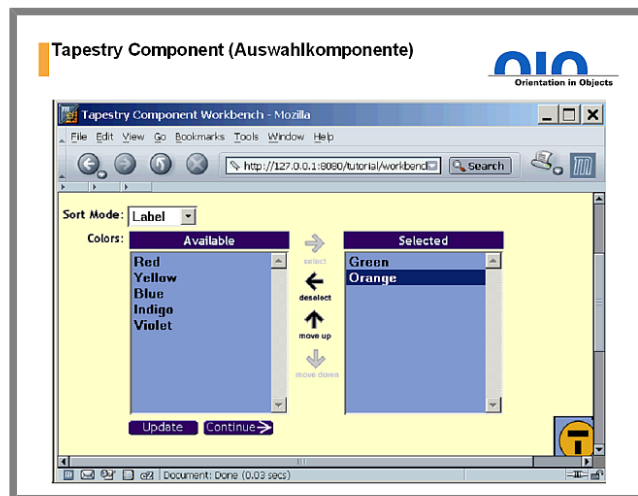 Tapestry Component (Auswahlkomponente)
Orientation in Objects
Tapestry Component Workbench - Mozilla
File Edit View Go Bookmarks Tools Window Help
http://127.0.0.1:8080/tutorial/workbenc
Search
Sort Mode: Label
Colors:
Available
Selected
Red
Yellow
Blue
Indigo
Violet
select
deselect
move up
move down
Green
Orange
Update
Continue
Document: Done (0.03 secs)